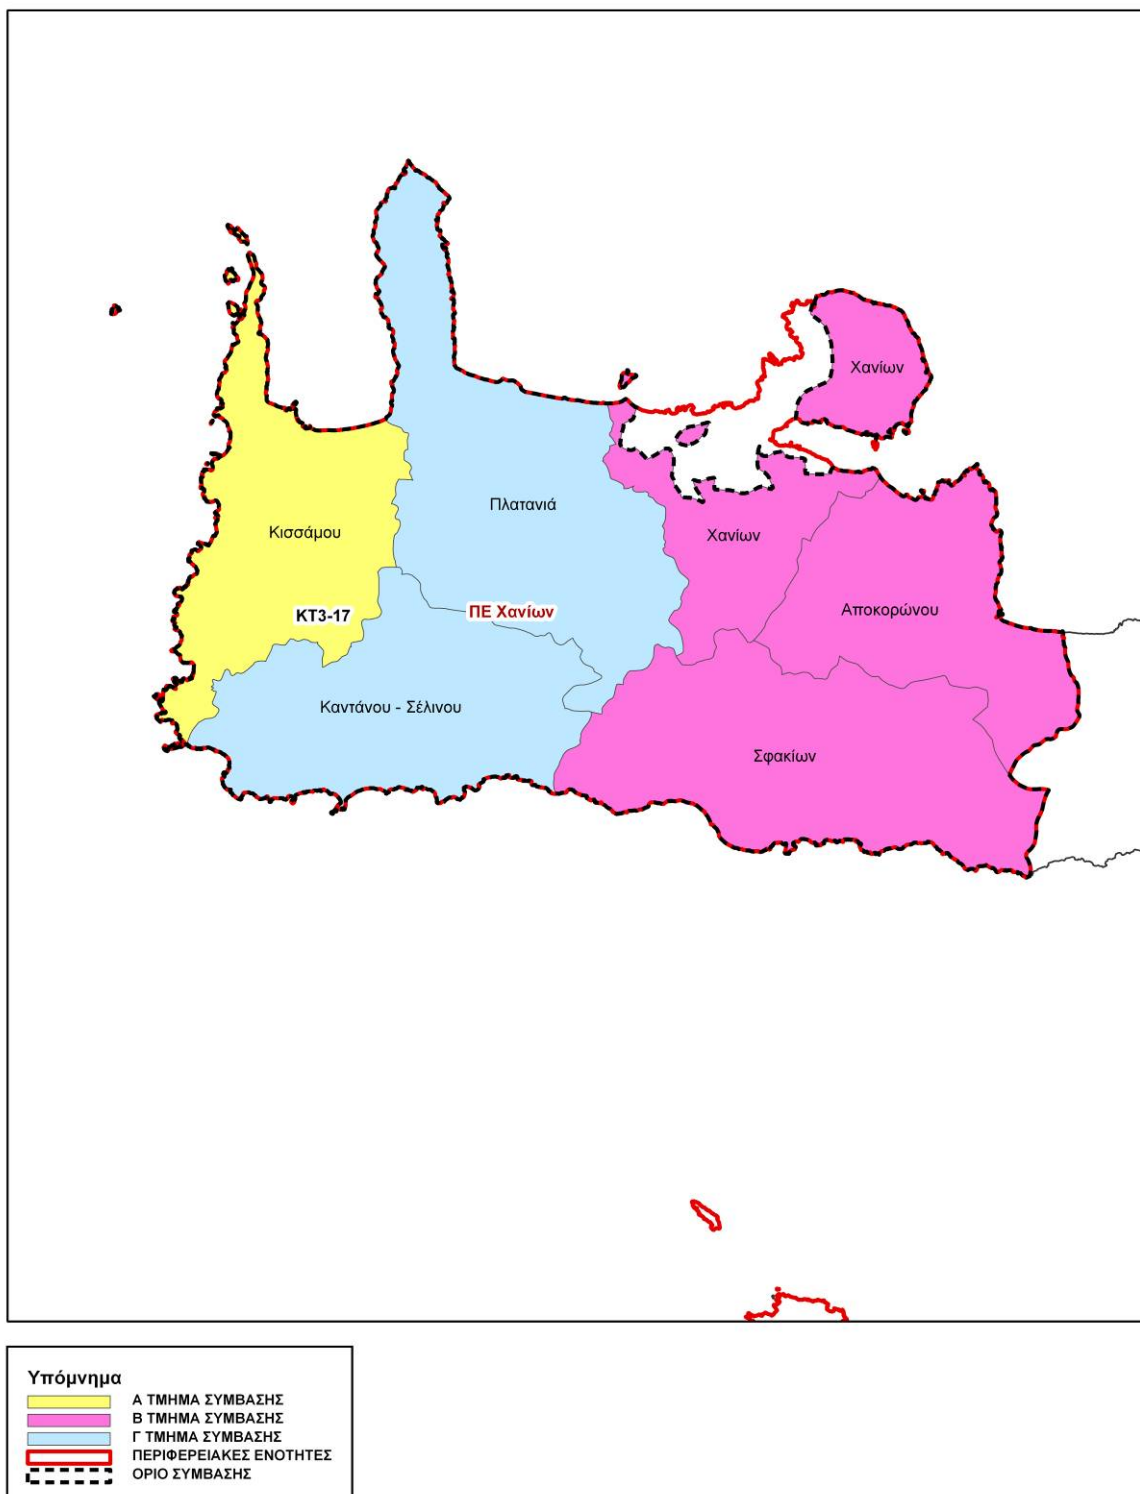 Χανίων
Πλατανιά
Κισσάμου
Χανίων
ΚΤ3-17
ΠΕ Χανίων
Αποκορώνου
Καντάνου - Σέλινου
Σφακίων
Υπόμνημα
Α ΤΜΗΜΑ ΣΥΜΒΑΣΗΣ
Β ΤΜΗΜΑ ΣΥΜΒΑΣΗΣ
Γ ΤΜΗΜΑ ΣΥΜΒΑΣΗΣ
ΠΕΡΙΦΕΡΕΙΑΚΕΣ ΕΝΟΤΗΤΕΣ
ΟΡΙΟ ΣΥΜΒΑΣΗΣ